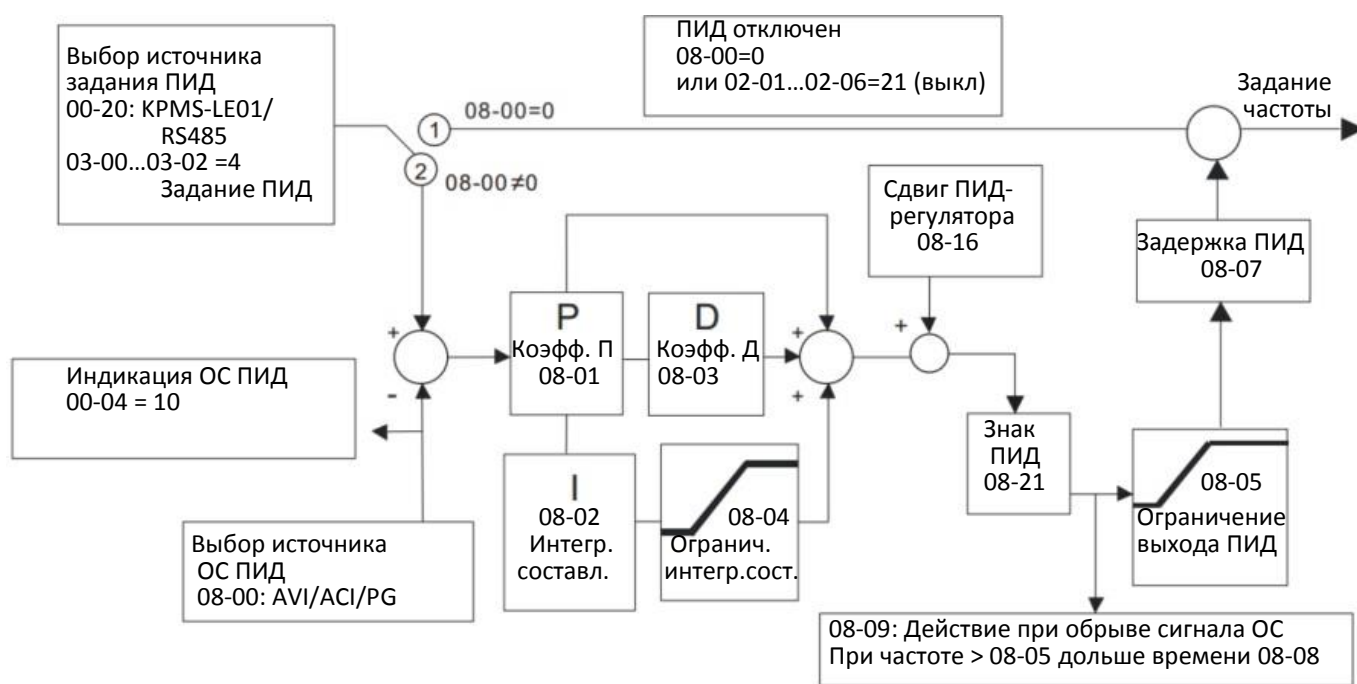 Выбор источника
задания ПИД
00-20: KPMS-LE01/
RS485
03-00...03-02 =4
Задание ПИД
ПИД отключен
08-00=0
или 02-01...02-06=21 (выкл)
1
08-00=0
2
08-00≠0
Задание
частоты
Сдвиг ПИД-
регулятора
08-16
Задержка ПИД
08-07
+
-
P
Коэфф. П
08-01
D
Коэфф. Д
08-03
+
+
+
+
Индикация ОС ПИД
00-04 = 10
I
08-02
Интегр.
составл.
08-04
Огранич.
интегр.сост.
Знак
ПИД
08-21
08-05
Ограничение
выхода ПИД
Выбор источника
ОС ПИД
08-00: AVI/ACI/PG
08-09: Действие при обрыве сигнала ОС
При частоте > 08-05 дольше времени 08-08